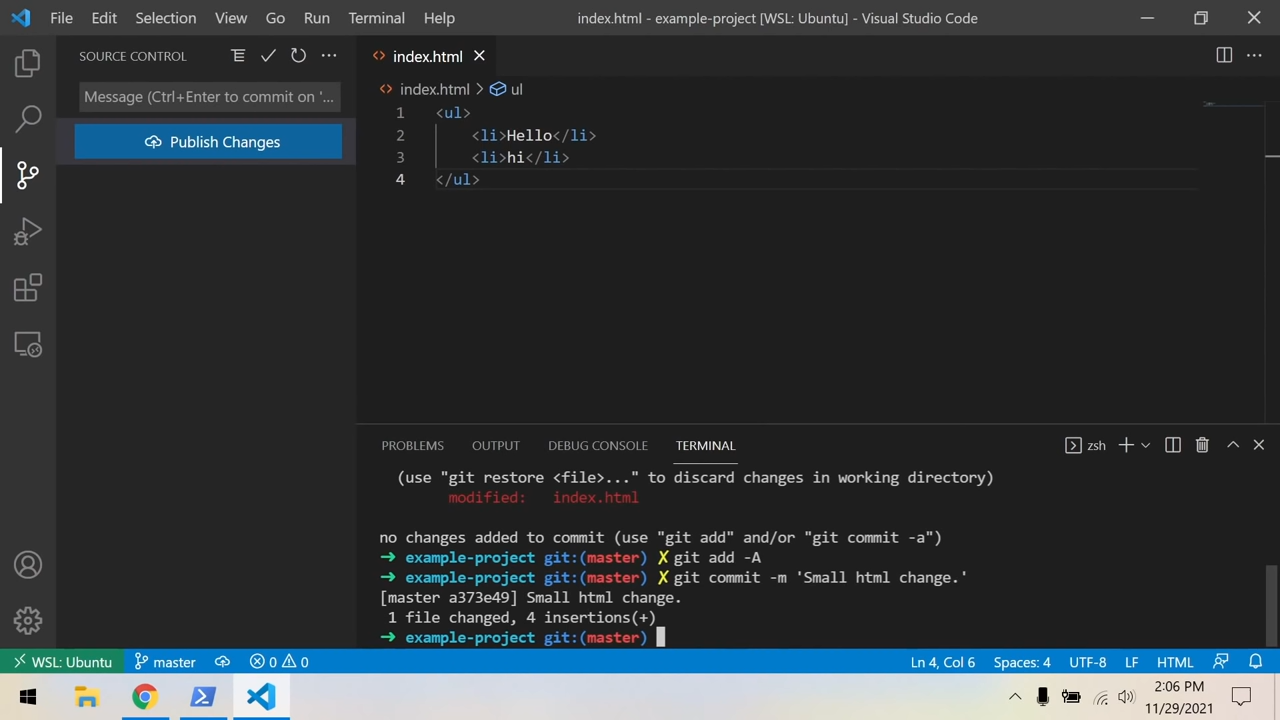 File Edit Selection View Go Run Terminal Help
index.html - example-project [WSL: Ubuntu] - Visual Studio Code
SOURCE CONTROL
Message (Ctrl+Enter to commit on '...
Publish Changes
index.html
index.html > ul
1 <ul>
2 <li>Hello</li>
3 <li>hi</li>
4 </ul>
PROBLEMS OUTPUT DEBUG CONSOLE TERMINAL
zsh
(use "git restore <file>..." to discard changes in working directory)
modified: index.html
no changes added to commit (use "git add" and/or "git commit -a")
➜ example-project git:(master) ✗ git add -A
➜ example-project git:(master) ✗ git commit -m 'Small html change.'
[master a373e49] Small html change.
1 file changed, 4 insertions(+)
➜ example-project git:(master)
WSL: Ubuntu master 0 0 Ln 4, Col 6 Spaces: 4 UTF-8 LF HTML
2:06 PM
11/29/2021